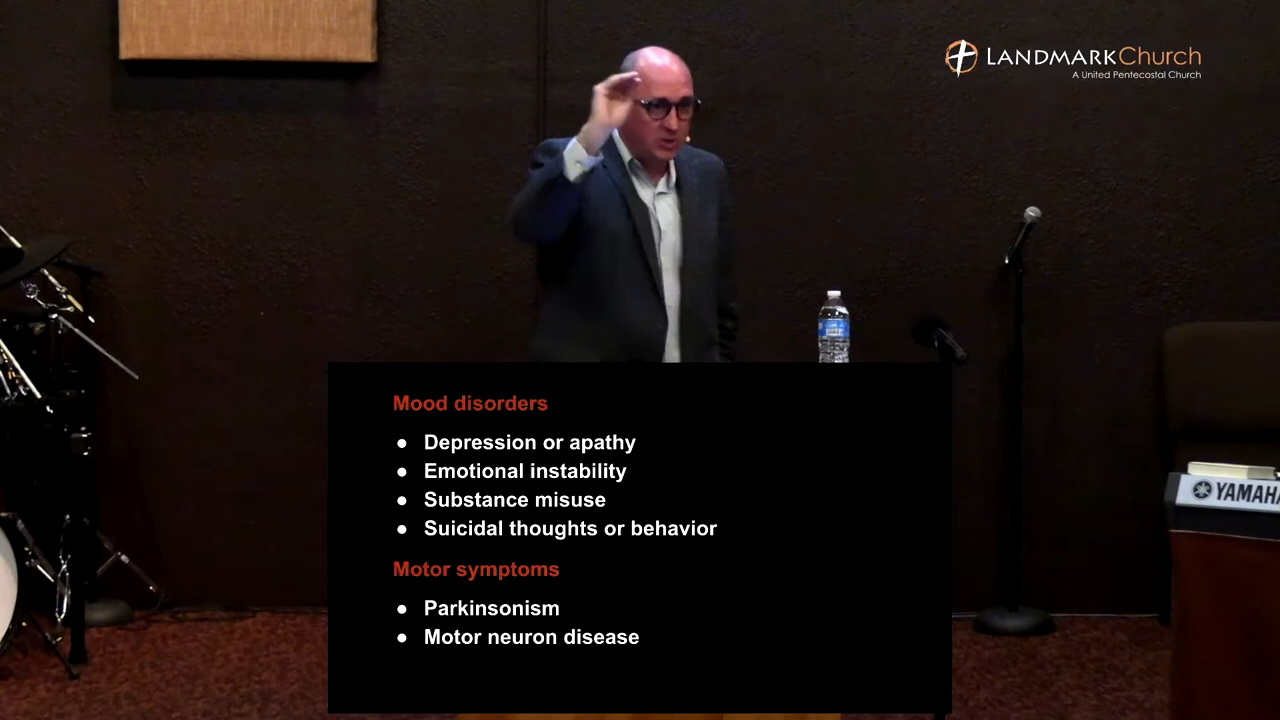 LANDMARKChurch
A United Pentecostal Church
Mood disorders
● Depression or apathy
● Emotional instability
● Substance misuse
● Suicidal thoughts or behavior
Motor symptoms
● Parkinsonism
● Motor neuron disease
YAMAHA